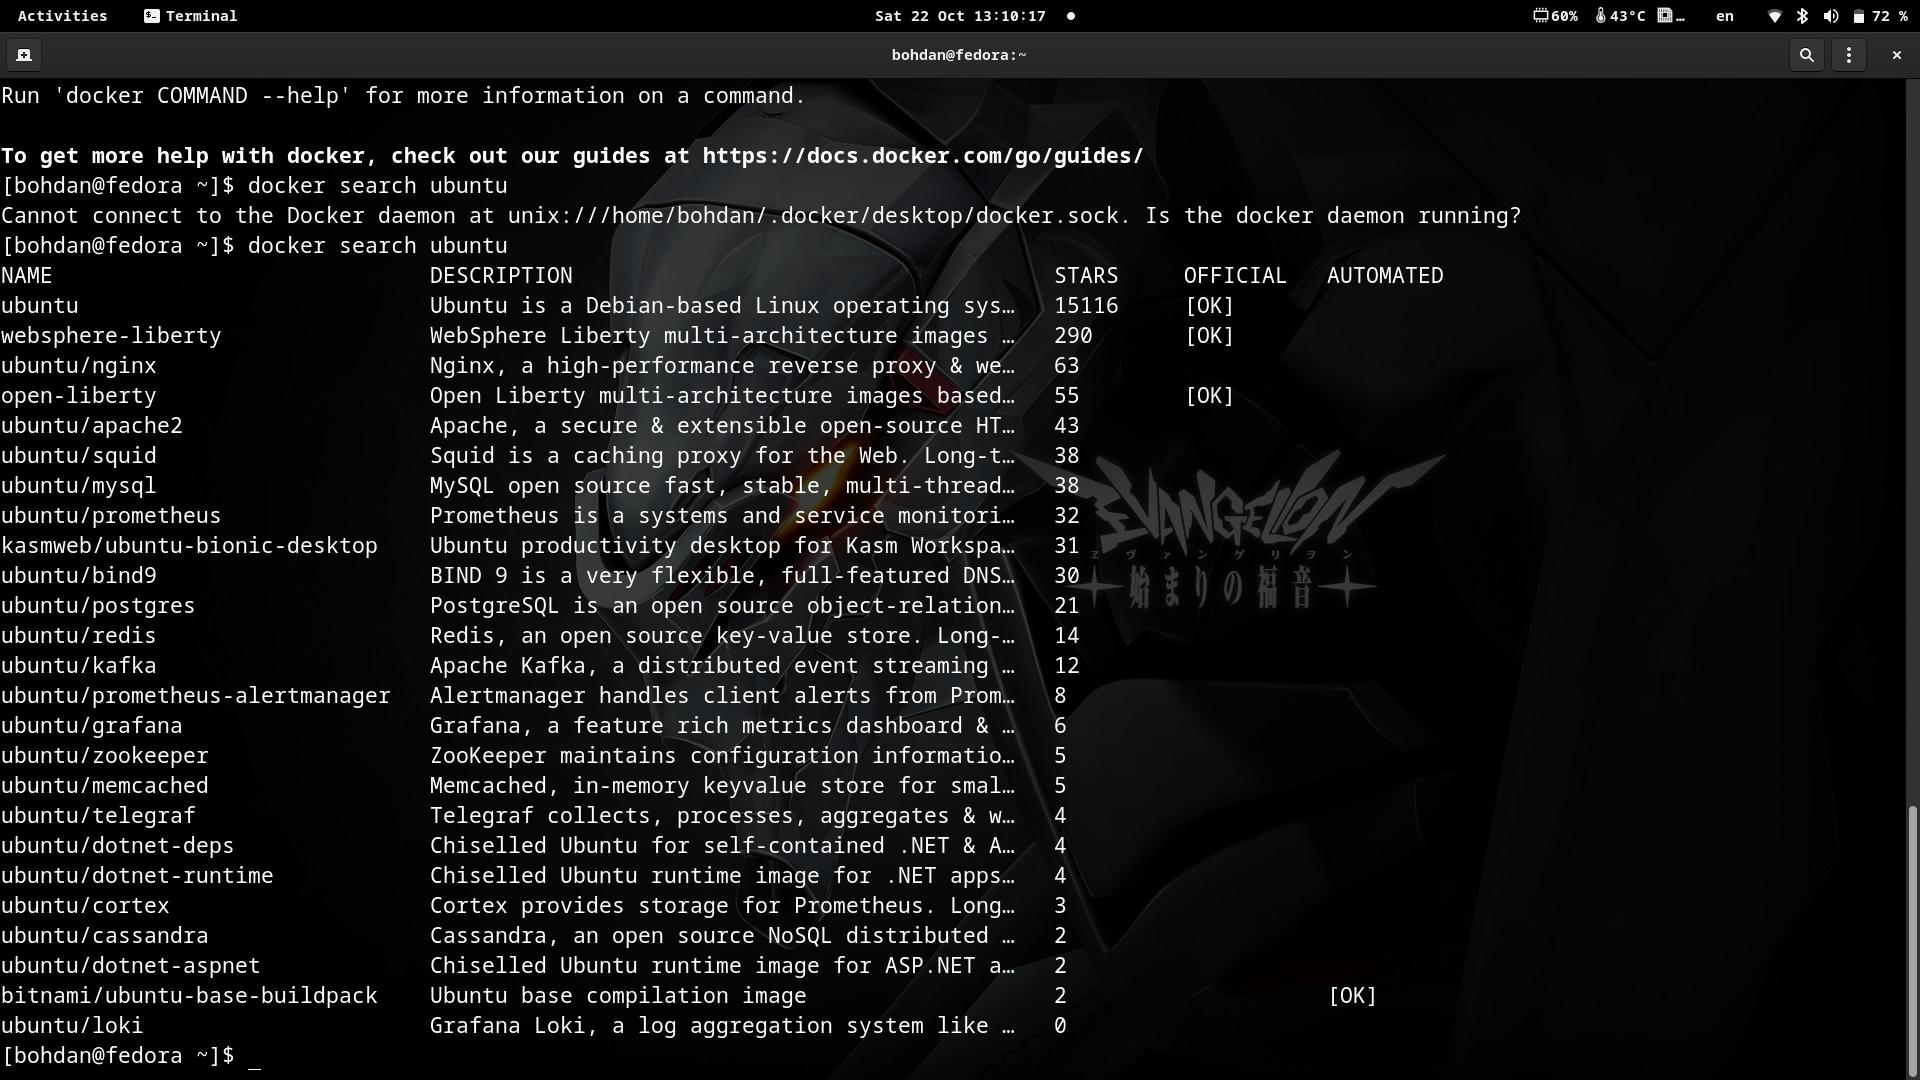 Activities Terminal Sat 22 Oct 13:10:17 60% 43°C … en 72 %
bohdan@fedora:~
Run 'docker COMMAND --help' for more information on a command.
To get more help with docker, check out our guides at https://docs.docker.com/go/guides/
[bohdan@fedora ~]$ docker search ubuntu
Cannot connect to the Docker daemon at unix:///home/bohdan/.docker/desktop/docker.sock. Is the docker daemon running?
[bohdan@fedora ~]$ docker search ubuntu
NAME DESCRIPTION STARS OFFICIAL AUTOMATED
ubuntu Ubuntu is a Debian-based Linux operating sys… 15116 [OK]
websphere-liberty WebSphere Liberty multi-architecture images … 290 [OK]
ubuntu/nginx Nginx, a high-performance reverse proxy & we… 63
open-liberty Open Liberty multi-architecture images based… 55 [OK]
ubuntu/apache2 Apache, a secure & extensible open-source HT… 43
ubuntu/squid Squid is a caching proxy for the Web. Long-t… 38
ubuntu/mysql MySQL open source fast, stable, multi-thread… 38
ubuntu/prometheus Prometheus is a systems and service monitori… 32
kasmweb/ubuntu-bionic-desktop Ubuntu productivity desktop for Kasm Workspa… 31
ubuntu/bind9 BIND 9 is a very flexible, full-featured DNS… 30
ubuntu/postgres PostgreSQL is an open source object-relation… 21
ubuntu/redis Redis, an open source key-value store. Long-… 14
ubuntu/kafka Apache Kafka, a distributed event streaming … 12
ubuntu/prometheus-alertmanager Alertmanager handles client alerts from Prom… 8
ubuntu/grafana Grafana, a feature rich metrics dashboard & … 6
ubuntu/zookeeper ZooKeeper maintains configuration informatio… 5
ubuntu/memcached Memcached, in-memory keyvalue store for smal… 5
ubuntu/telegraf Telegraf collects, processes, aggregates & w… 4
ubuntu/dotnet-deps Chiselled Ubuntu for self-contained .NET & A… 4
ubuntu/dotnet-runtime Chiselled Ubuntu runtime image for .NET apps… 4
ubuntu/cortex Cortex provides storage for Prometheus. Long… 3
ubuntu/cassandra Cassandra, an open source NoSQL distributed … 2
ubuntu/dotnet-aspnet Chiselled Ubuntu runtime image for ASP.NET a… 2
bitnami/ubuntu-base-buildpack Ubuntu base compilation image 2 [OK]
ubuntu/loki Grafana Loki, a log aggregation system like … 0
[bohdan@fedora ~]$ _
EVANGELION
ヱヴァンゲリヲン
始まりの福音